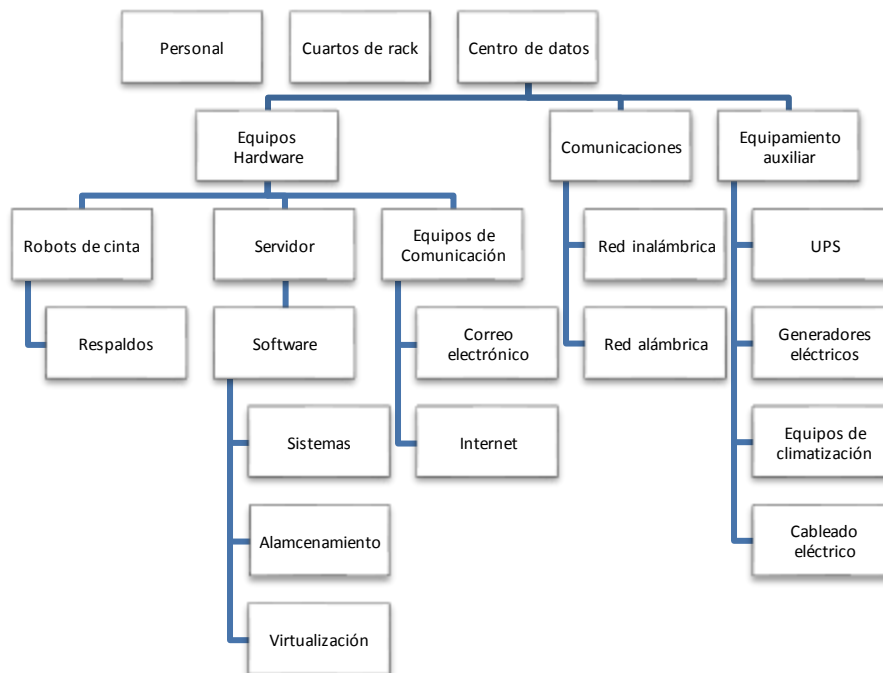 Personal
Cuartos de rack
Centro de datos
Equipos
Hardware
Comunicaciones
Equipamiento
auxiliar
Robots de cinta
Servidor
Equipos de
Comunicación
Red inalámbrica
UPS
Respaldos
Software
Correo
electrónico
Red alámbrica
Generadores
eléctricos
Sistemas
Internet
Equipos de
climatización
Alamcenamiento
Cableado
eléctrico
Virtualización